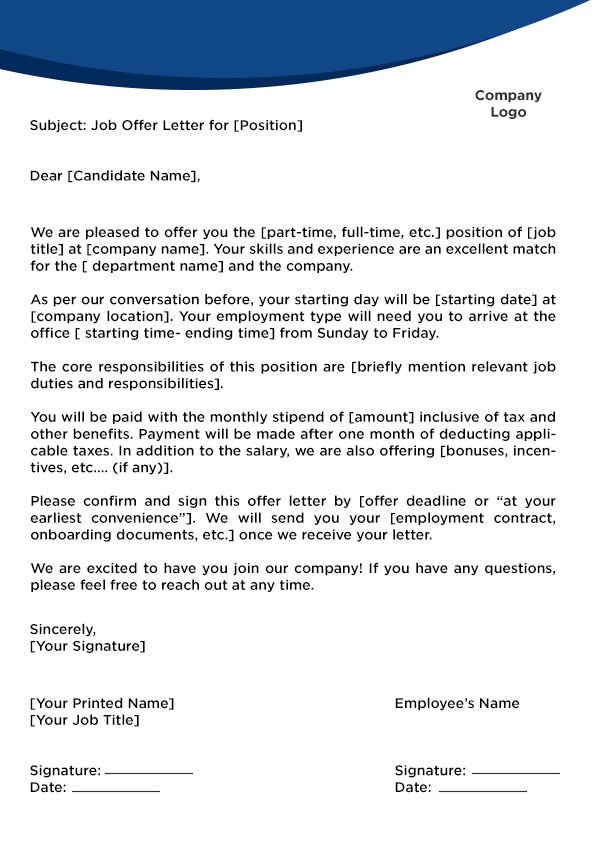 Company
Logo
Subject: Job Offer Letter for [Position]
Dear [Candidate Name],
We are pleased to offer you the [part-time, full-time, etc.] position of [job
title] at [company name]. Your skills and experience are an excellent match
for the [ department name] and the company.
As per our conversation before, your starting day will be [starting date] at
[company location]. Your employment type will need you to arrive at the
office [ starting time- ending time] from Sunday to Friday.
The core responsibilities of this position are [briefly mention relevant job
duties and responsibilities].
You will be paid with the monthly stipend of [amount] inclusive of tax and
other benefits. Payment will be made after one month of deducting appli-
cable taxes. In addition to the salary, we are also offering [bonuses, incen-
tives, etc.... (if any)].
Please confirm and sign this offer letter by [offer deadline or “at your
earliest convenience”]. We will send you your [employment contract,
onboarding documents, etc.] once we receive your letter.
We are excited to have you join our company! If you have any questions,
please feel free to reach out at any time.
Sincerely,
[Your Signature]
[Your Printed Name]
[Your Job Title]
Employee’s Name
Signature:
Date:
Signature:
Date: